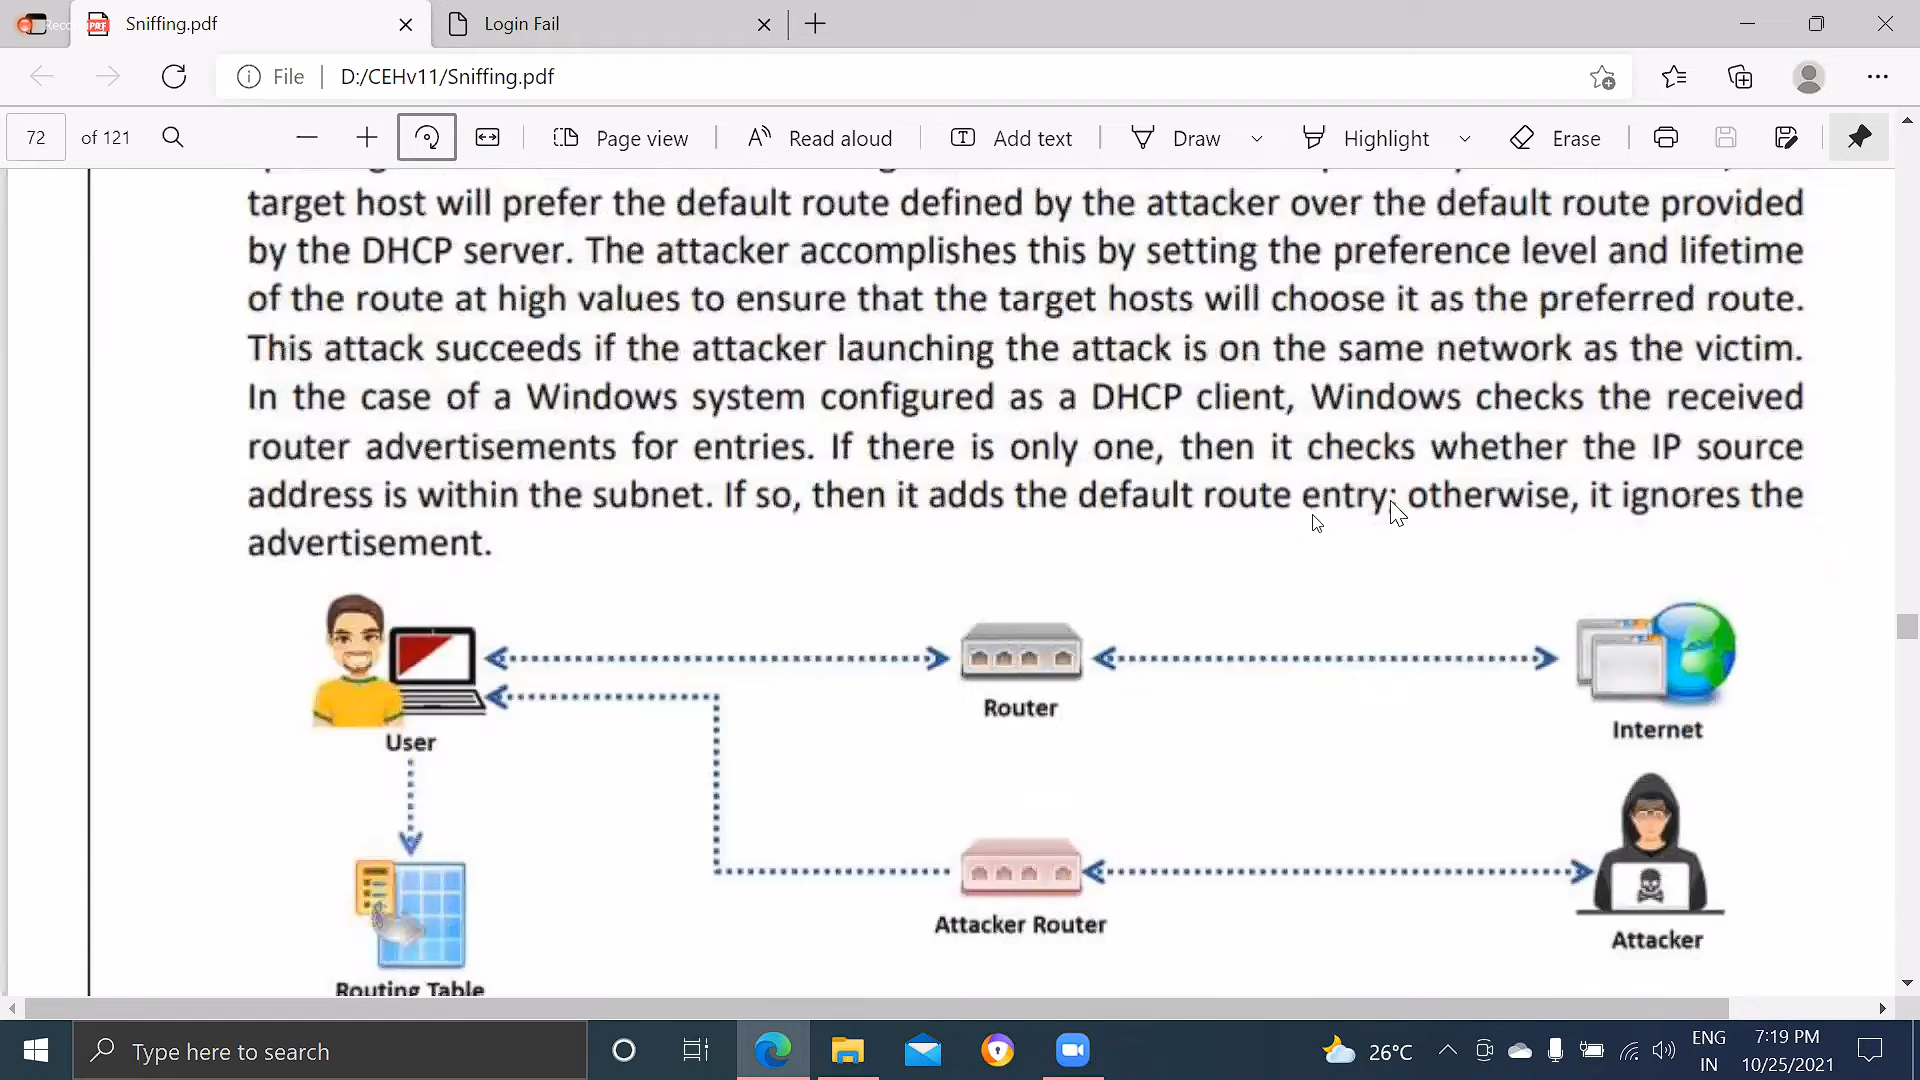 Sniffing.pdf
Login Fail
File
D:/CEHv11/Sniffing.pdf
72 of 121
Page view
Read aloud
Add text
Draw
Highlight
Erase
target host will prefer the default route defined by the attacker over the default route provided
by the DHCP server. The attacker accomplishes this by setting the preference level and lifetime
of the route at high values to ensure that the target hosts will choose it as the preferred route.
This attack succeeds if the attacker launching the attack is on the same network as the victim.
In the case of a Windows system configured as a DHCP client, Windows checks the received
router advertisements for entries. If there is only one, then it checks whether the IP source
address is within the subnet. If so, then it adds the default route entry; otherwise, it ignores the
advertisement.
Router
Internet
User
Attacker Router
Attacker
Routing Table
Type here to search
26°C
ENG
IN
7:19 PM
10/25/2021